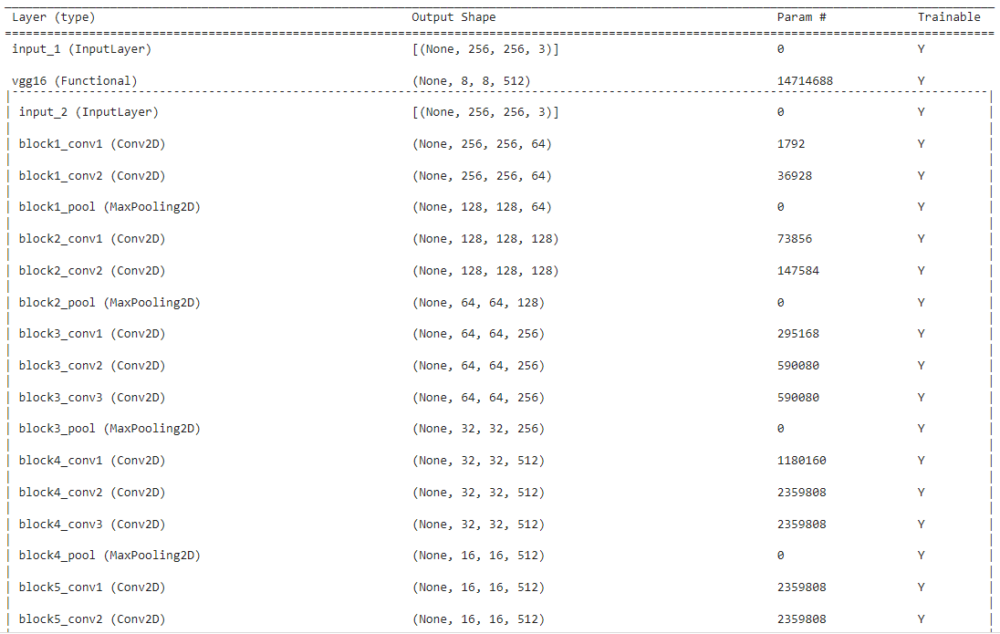 Layer (type) Output Shape Param # Trainable
input_1 (InputLayer) [(None, 256, 256, 3)] 0 Y
vgg16 (Functional) (None, 8, 8, 512) 14714688 Y
input_2 (InputLayer) [(None, 256, 256, 3)] 0 Y
block1_conv1 (Conv2D) (None, 256, 256, 64) 1792 Y
block1_conv2 (Conv2D) (None, 256, 256, 64) 36928 Y
block1_pool (MaxPooling2D) (None, 128, 128, 64) 0 Y
block2_conv1 (Conv2D) (None, 128, 128, 128) 73856 Y
block2_conv2 (Conv2D) (None, 128, 128, 128) 147584 Y
block2_pool (MaxPooling2D) (None, 64, 64, 128) 0 Y
block3_conv1 (Conv2D) (None, 64, 64, 256) 295168 Y
block3_conv2 (Conv2D) (None, 64, 64, 256) 590080 Y
block3_conv3 (Conv2D) (None, 64, 64, 256) 590080 Y
block3_pool (MaxPooling2D) (None, 32, 32, 256) 0 Y
block4_conv1 (Conv2D) (None, 32, 32, 512) 1180160 Y
block4_conv2 (Conv2D) (None, 32, 32, 512) 2359808 Y
block4_conv3 (Conv2D) (None, 32, 32, 512) 2359808 Y
block4_pool (MaxPooling2D) (None, 16, 16, 512) 0 Y
block5_conv1 (Conv2D) (None, 16, 16, 512) 2359808 Y
block5_conv2 (Conv2D) (None, 16, 16, 512) 2359808 Y